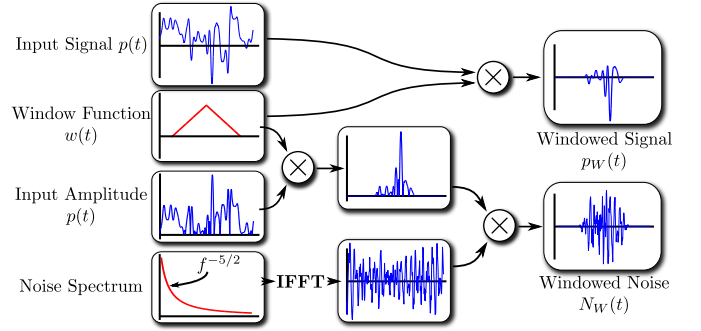 Input Signal p(t)
Window Function
w(t)
Input Amplitude
p(t)
Noise Spectrum
f^{-5/2}
IFFT
Windowed Signal
p_W(t)
Windowed Noise
N_W(t)